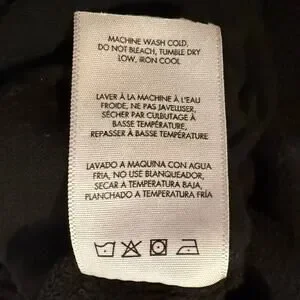 MACHINE WASH COLD,
DO NOT BLEACH, TUMBLE DRY
LOW, IRON COOL
LAVER À LA MACHINE À L'EAU
FROIDE, NE PAS JAVELLISER,
SÉCHER PAR CULBUTAGE À
BASSE TEMPÉRATURE,
REPASSER À BASSE TEMPÉRATURE
LAVADO A MAQUINA CON AGUA
FRIA, NO USE BLANQUEADOR,
SECAR A TEMPERATURA BAJA,
PLANCHADO A TEMPERATURA FRÍA